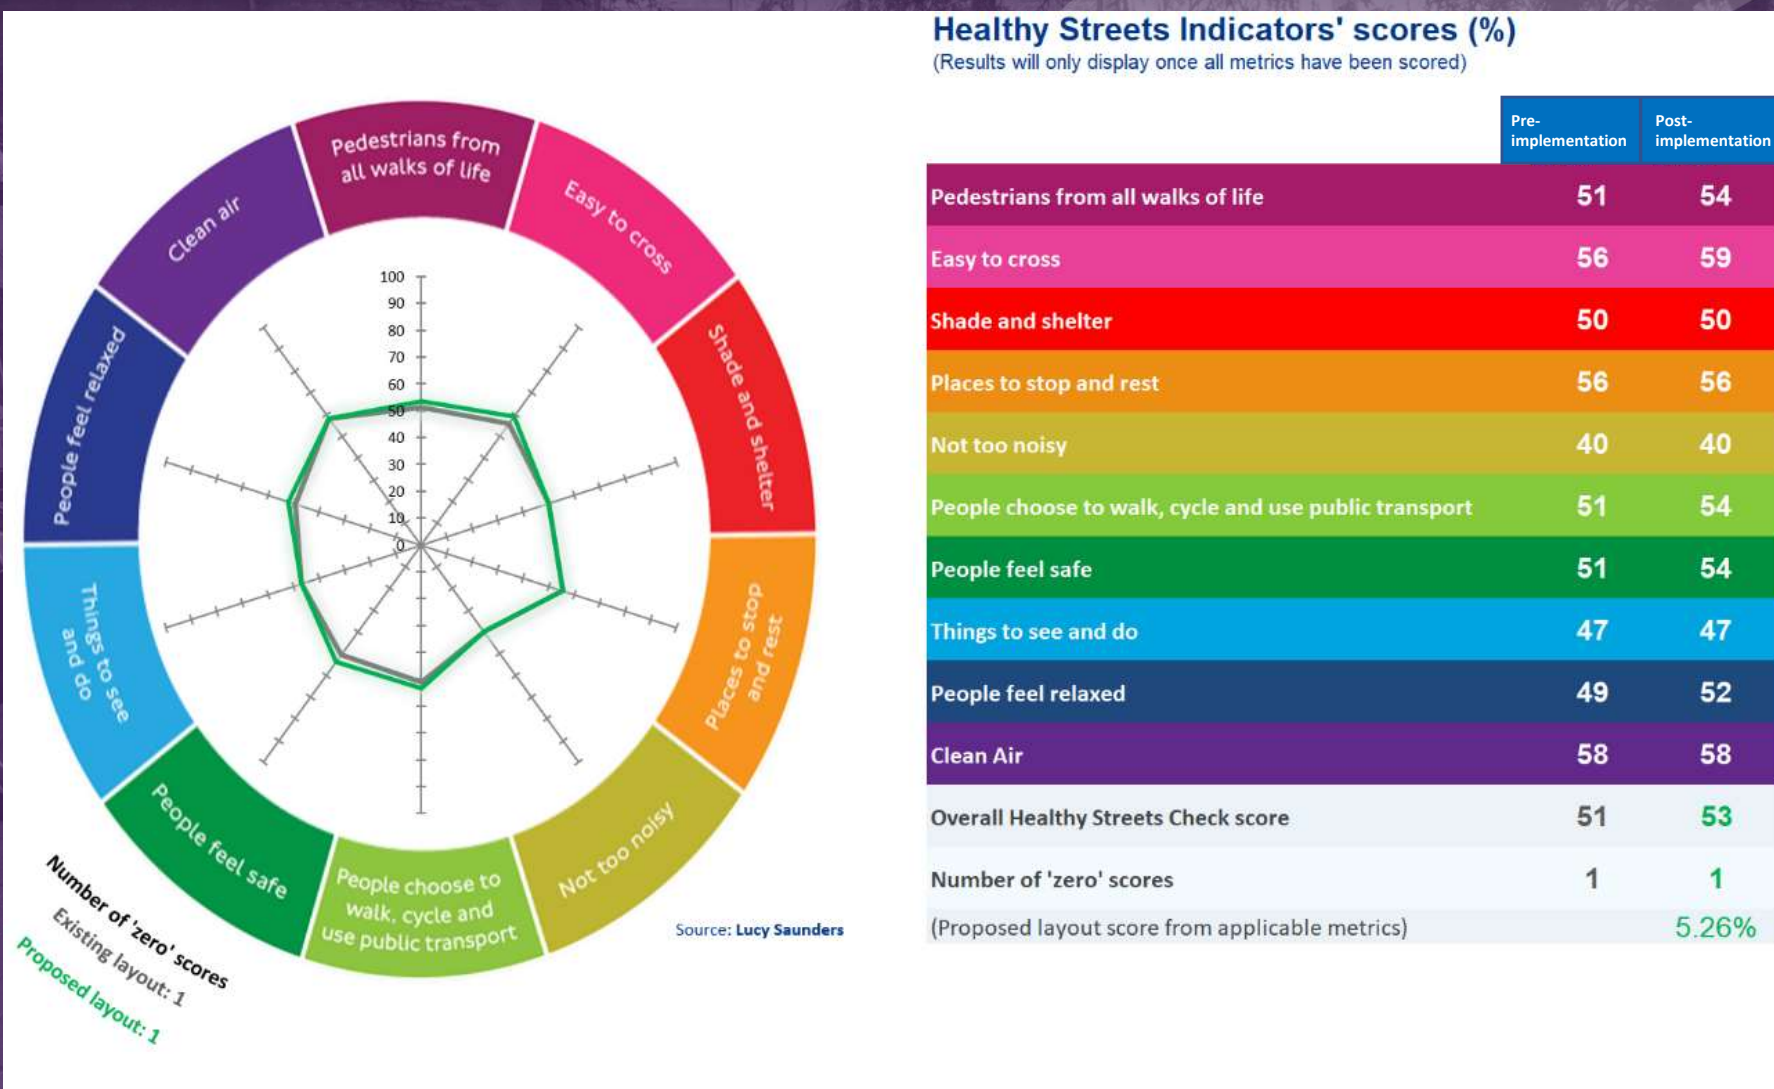 Healthy Streets Indicators' scores (%)
(Results will only display once all metrics have been scored)
Pedestrians from
all walks of life
Easy to cross
Shade and shelter
Places to stop
and rest
Not too noisy
People choose to
walk, cycle and
use public transport
People feel safe
Things to see
and do
People feel relaxed
Clean air
100
90
80
70
60
50
40
30
20
10
0
Number of 'zero' scores
Existing layout: 1
Proposed layout: 1
Source: Lucy Saunders
Pre-
implementation
Post-
implementation
Pedestrians from all walks of life 51 54
Easy to cross 56 59
Shade and shelter 50 50
Places to stop and rest 56 56
Not too noisy 40 40
People choose to walk, cycle and use public transport 51 54
People feel safe 51 54
Things to see and do 47 47
People feel relaxed 49 52
Clean Air 58 58
Overall Healthy Streets Check score 51 53
Number of 'zero' scores 1 1
(Proposed layout score from applicable metrics) 5.26%